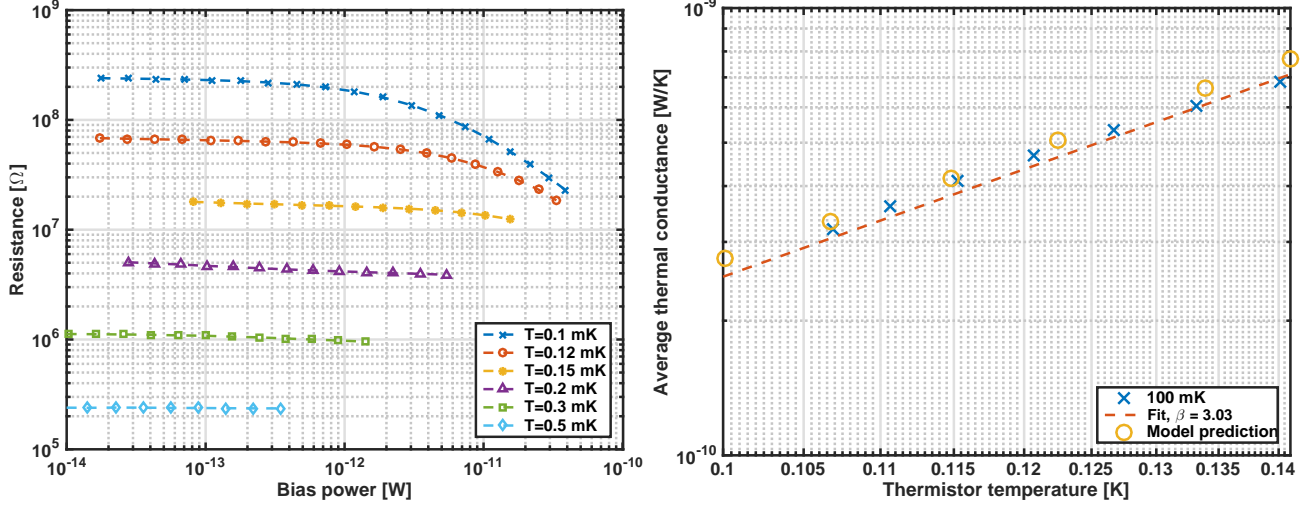 10^9
10^8
10^7
10^6
10^5
Resistance [Ω]
10^-14
10^-13
10^-12
10^-11
10^-10
Bias power [W]
T=0.1 mK
T=0.12 mK
T=0.15 mK
T=0.2 mK
T=0.3 mK
T=0.5 mK
10^-9
10^-10
Average thermal conductance [W/K]
0.1
0.105
0.11
0.115
0.12
0.125
0.13
0.135
0.14
Thermistor temperature [K]
100 mK
Fit, β = 3.03
Model prediction